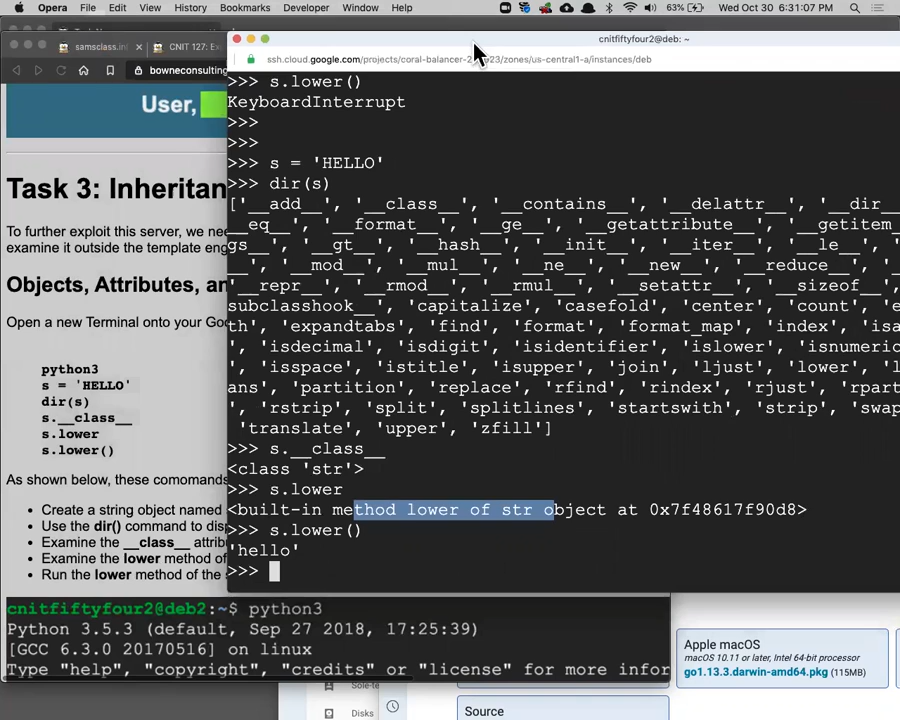 Opera File Edit View History Bookmarks Developer Window Help 63% Wed Oct 30 6:31:07 PM
samsclass.in
CNIT 127: Ex
cnitfiftyfour2@deb: ~
bowneconsulting
ssh.cloud.google.com/projects/coral-balancer-2 23/zones/us-central1-a/instances/deb
User,
>>> s.lower()
KeyboardInterrupt
>>>
>>>
>>> s = 'HELLO'
>>> dir(s)
['__add__', '__class__', '__contains__', '__delattr__', '__dir__
__eq__', '__format__', '__ge__', '__getattribute__', '__getitem
gs__', '__gt__', '__hash__', '__init__', '__iter__', '__le__
__', '__mod__', '__mul__', '__ne__', '__new__', '__reduce__',
'__repr__', '__rmod__', '__rmul__', '__setattr__', '__sizeof__
subclasshook__', 'capitalize', 'casefold', 'center', 'count', 'e
th', 'expandtabs', 'find', 'format', 'format_map', 'index', 'isa
, 'isdecimal', 'isdigit', 'isidentifier', 'islower', 'isnumeric
, 'isspace', 'istitle', 'isupper', 'join', 'ljust', 'lower', 'l
ans', 'partition', 'replace', 'rfind', 'rindex', 'rjust', 'rpart
, 'rstrip', 'split', 'splitlines', 'startswith', 'strip', 'swap
'translate', 'upper', 'zfill']
>>> s.__class__
<class 'str'>
>>> s.lower
<built-in method lower of str object at 0x7f48617f90d8>
>>> s.lower()
'hello'
>>>
Task 3: Inheritan
To further exploit this server, we nee
examine it outside the template eng
Objects, Attributes, an
Open a new Terminal onto your Goo
python3
s = 'HELLO'
dir(s)
s.__class__
s.lower
s.lower()
As shown below, these comands
Create a string object named
Use the dir() command to disp
Examine the __class__ attrib
Examine the lower method of
Run the lower method of the s
cnitfiftyfour2@deb2:~$ python3
Python 3.5.3 (default, Sep 27 2018, 17:25:39)
[GCC 6.3.0 20170516] on linux
Type "help", "copyright", "credits" or "license" for more infor
Apple macOS
macOS 10.11 or later, Intel 64-bit processor
go1.13.3.darwin-amd64.pkg (115MB)
Sole-te
Disks
Source